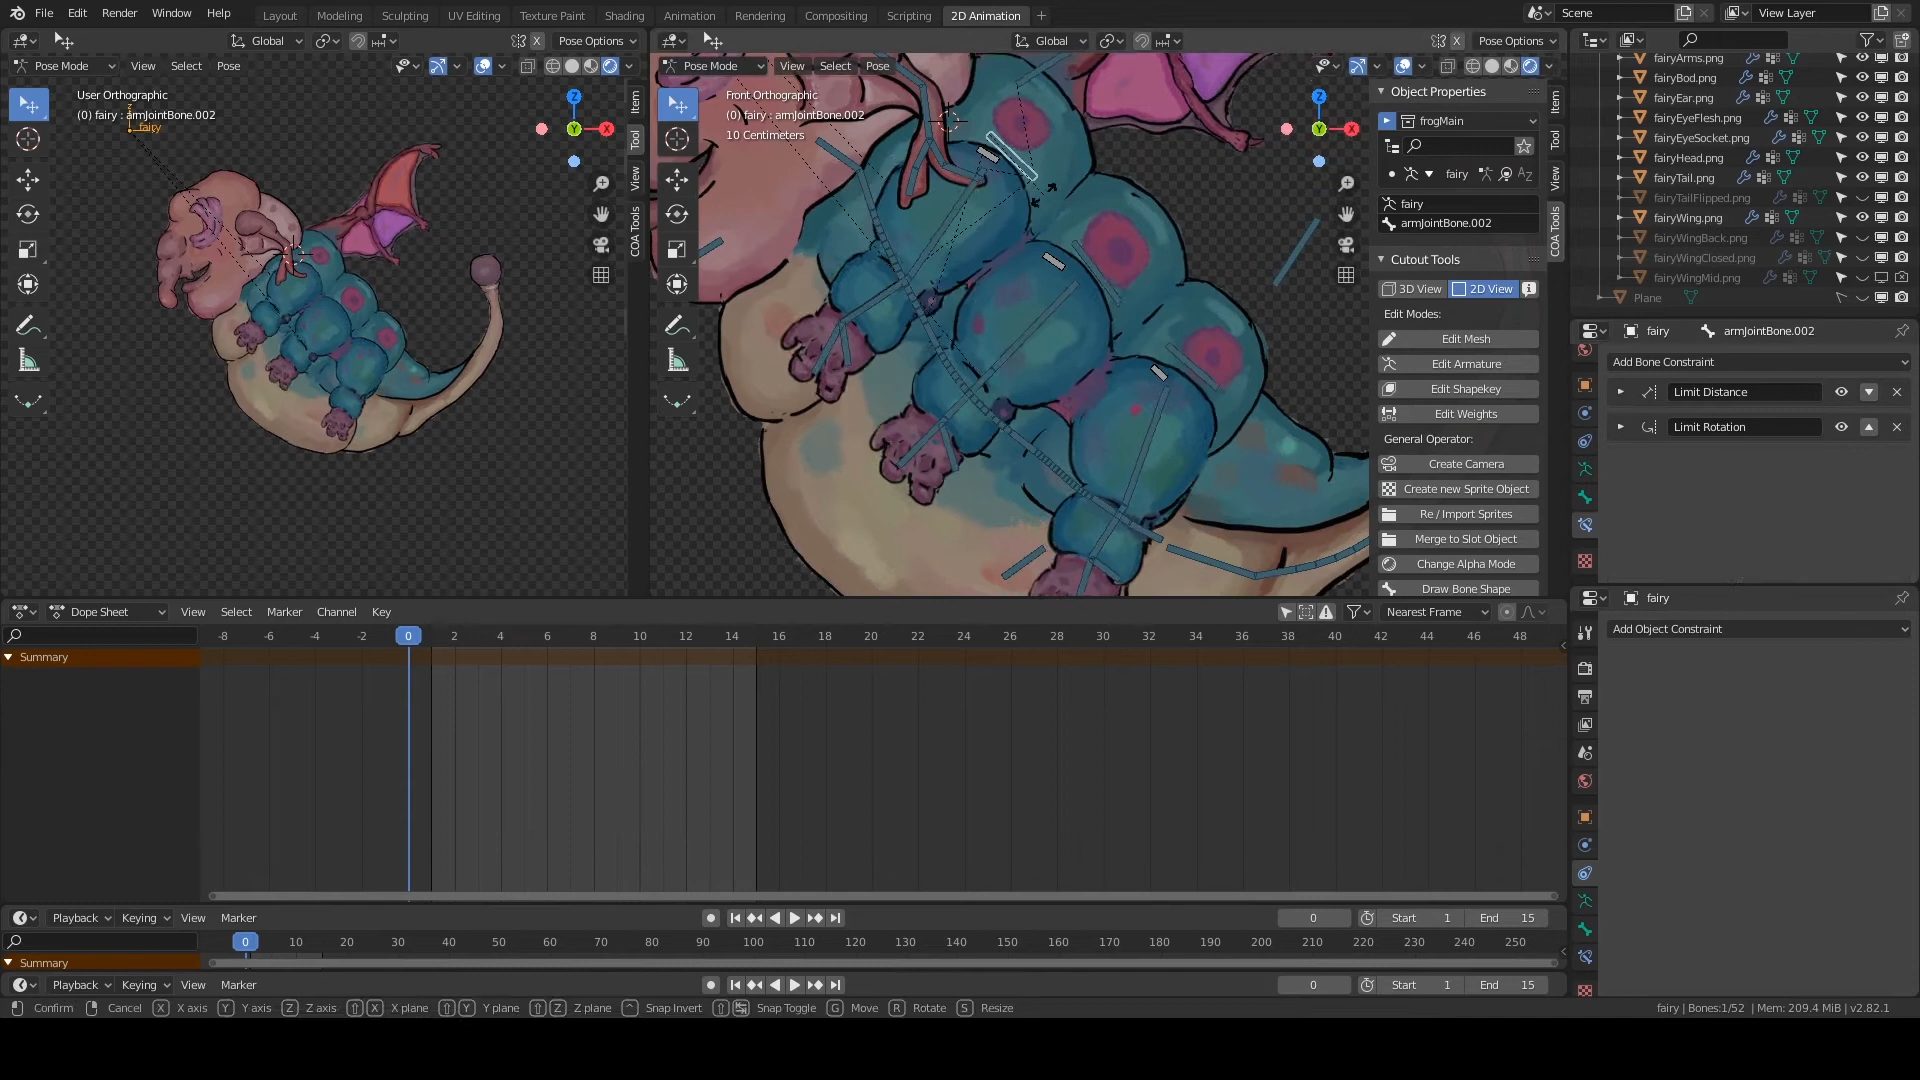 File Edit Render Window Help Layout Modeling Sculpting UV Editing Texture Paint Shading Animation Rendering Compositing Scripting 2D Animation + Scene View Layer
Global Pose Options Global Pose Options
Pose Mode View Select Pose Pose Mode View Select Pose
User Orthographic
(0) fairy : armJointBone.002
fairy
Z
X
Y
Item
Tool
View
COA Tools
Front Orthographic
(0) fairy : armJointBone.002
10 Centimeters
Z
X
Y
Item
Tool
View
COA Tools
Object Properties
frogMain
fairy
fairy
armJointBone.002
Cutout Tools
3D View 2D View
Edit Modes:
Edit Mesh
Edit Armature
Edit Shapekey
Edit Weights
General Operator:
Create Camera
Create new Sprite Object
Re / Import Sprites
Merge to Slot Object
Change Alpha Mode
Draw Bone Shape
fairyArms.png
fairyBod.png
fairyEar.png
fairyEyeFlesh.png
fairyEyeSocket.png
fairyHead.png
fairyTail.png
fairyTailFlipped.png
fairyWing.png
fairyWingBack.png
fairyWingClosed.png
fairyWingMid.png
Plane
fairy armJointBone.002
Add Bone Constraint
Limit Distance
Limit Rotation
fairy
Add Object Constraint
Dope Sheet View Select Marker Channel Key Nearest Frame
-8 -6 -4 -2 0 2 4 6 8 10 12 14 16 18 20 22 24 26 28 30 32 34 36 38 40 42 44 46 48
Summary
Playback Keying View Marker 0 Start 1 End 15
0 10 20 30 40 50 60 70 80 90 100 110 120 130 140 150 160 170 180 190 200 210 220 230 240 250
Summary
Playback Keying View Marker 0 Start 1 End 15
Confirm Cancel X X axis Y Y axis Z Z axis X X plane Y Y plane Z Z plane Snap Invert Snap Toggle G Move R Rotate S Resize fairy | Bones:1/52 | Mem: 209.4 MiB | v2.82.1